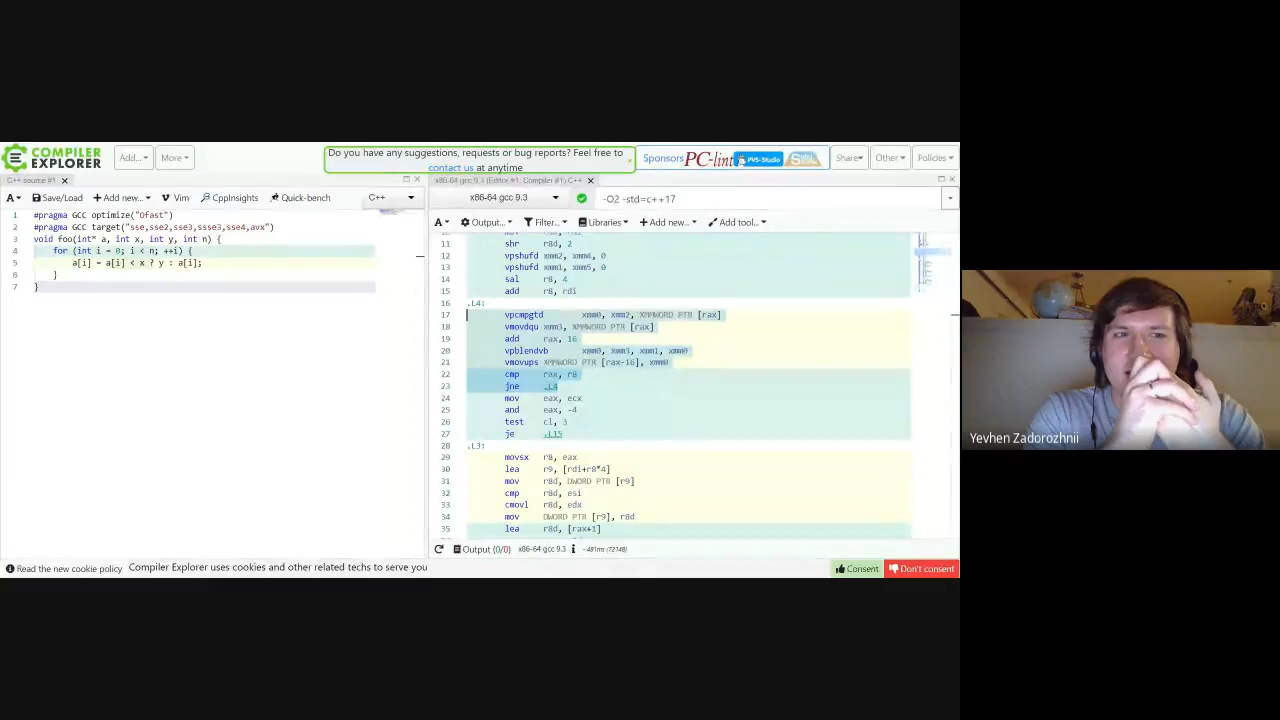 COMPILER
EXPLORER
Add...
More
Do you have any suggestions, requests or bug reports? Feel free to
contact us at anytime
Sponsors
PC-lint
PVS-Studio
Share
Other
Policies
C++ source #1
A
Save/Load
Add new...
Vim
CppInsights
Quick-bench
C++
1 #pragma GCC optimize("Ofast")
2 #pragma GCC target("sse,sse2,sse3,ssse3,sse4,avx")
3 void foo(int* a, int x, int y, int n) {
4 for (int i = 0; i < n; ++i) {
5 a[i] = a[i] < x ? y : a[i];
6 }
7 }
x86-64 gcc 9.3 (Editor #1, Compiler #1) C++
x86-64 gcc 9.3
-O2 -std=c++17
A
Output...
Filter...
Libraries
Add new...
Add tool...
11 shr r8d, 2
12 vpshufd xmm2, xmm4, 0
13 vpshufd xmm1, xmm5, 0
14 sal r8, 4
15 add r8, rdi
16 .L4:
17 vpcmpgtd xmm0, xmm2, XMMWORD PTR [rax]
18 vmovdqu xmm3, XMMWORD PTR [rax]
19 add rax, 16
20 vpblendvb xmm0, xmm3, xmm1, xmm0
21 vmovups XMMWORD PTR [rax-16], xmm0
22 cmp rax, r8
23 jne .L4
24 mov eax, ecx
25 and eax, -4
26 test cl, 3
27 je .L15
28 .L3:
29 movsx r8, eax
30 lea r9, [rdi+r8*4]
31 mov r8d, DWORD PTR [r9]
32 cmp r8d, esi
33 cmovl r8d, edx
34 mov DWORD PTR [r9], r8d
35 lea r8d, [rax+1]
Output (0/0) x86-64 gcc 9.3 i - 481ms (7214B)
Read the new cookie policy
Compiler Explorer uses cookies and other related techs to serve you
Consent
Don't consent
Yevhen Zadorozhnii